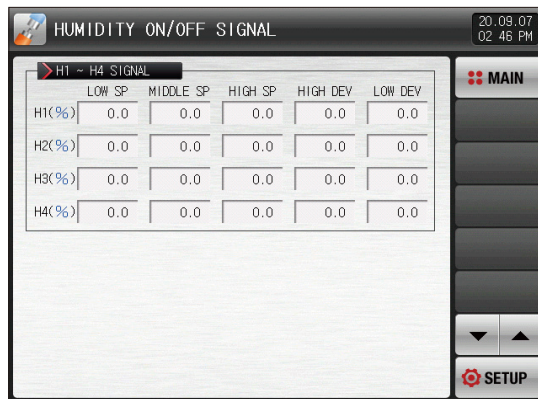 HUMIDITY ON/OFF SIGNAL
20.09.07
02 46 PM
H1 ~ H4 SIGNAL
LOW SP MIDDLE SP HIGH SP HIGH DEV LOW DEV
H1(%) 0.0 0.0 0.0 0.0 0.0
H2(%) 0.0 0.0 0.0 0.0 0.0
H3(%) 0.0 0.0 0.0 0.0 0.0
H4(%) 0.0 0.0 0.0 0.0 0.0
MAIN
SETUP